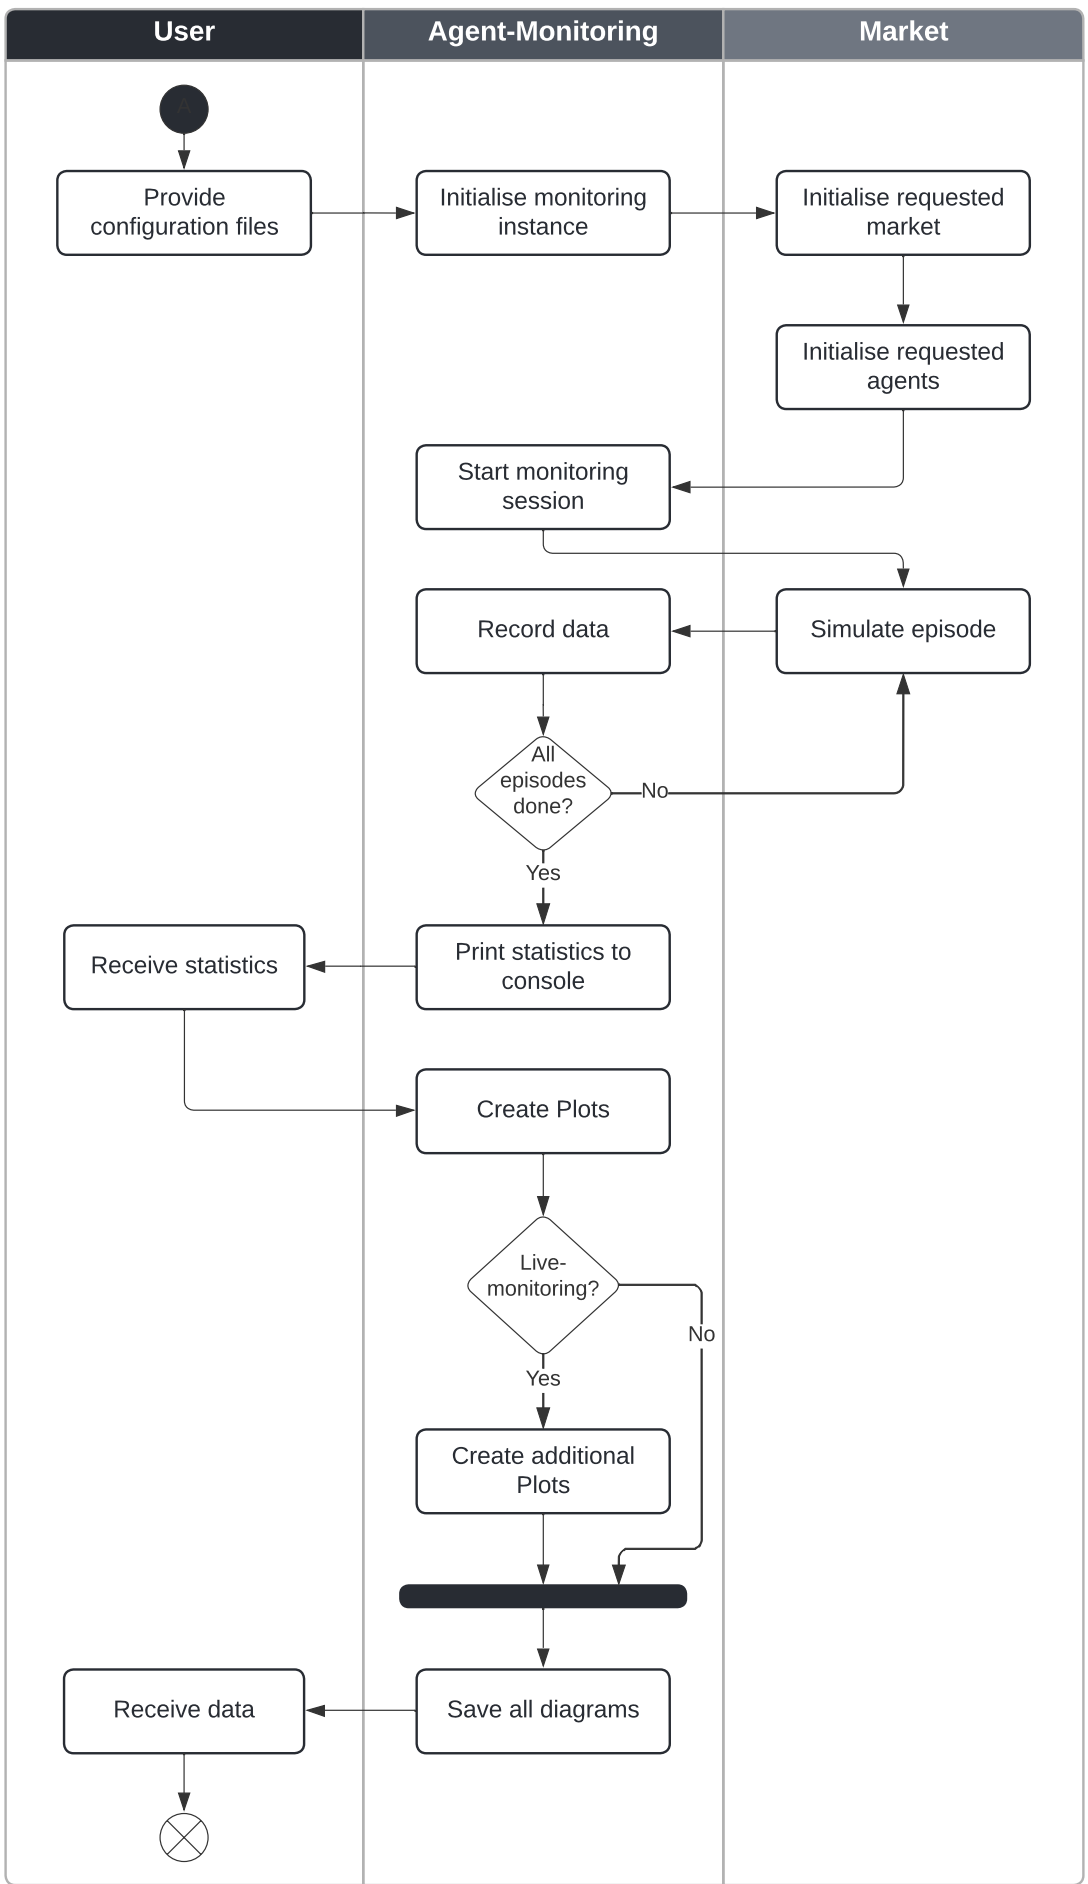 User
Agent-Monitoring
Market
A
Provide
configuration files
Initialise monitoring
instance
Initialise requested
market
Initialise requested
agents
Start monitoring
session
Record data
Simulate episode
All
episodes
done?
No
Yes
Receive statistics
Print statistics to
console
Create Plots
Live-
monitoring?
No
Yes
Create additional
Plots
Receive data
Save all diagrams